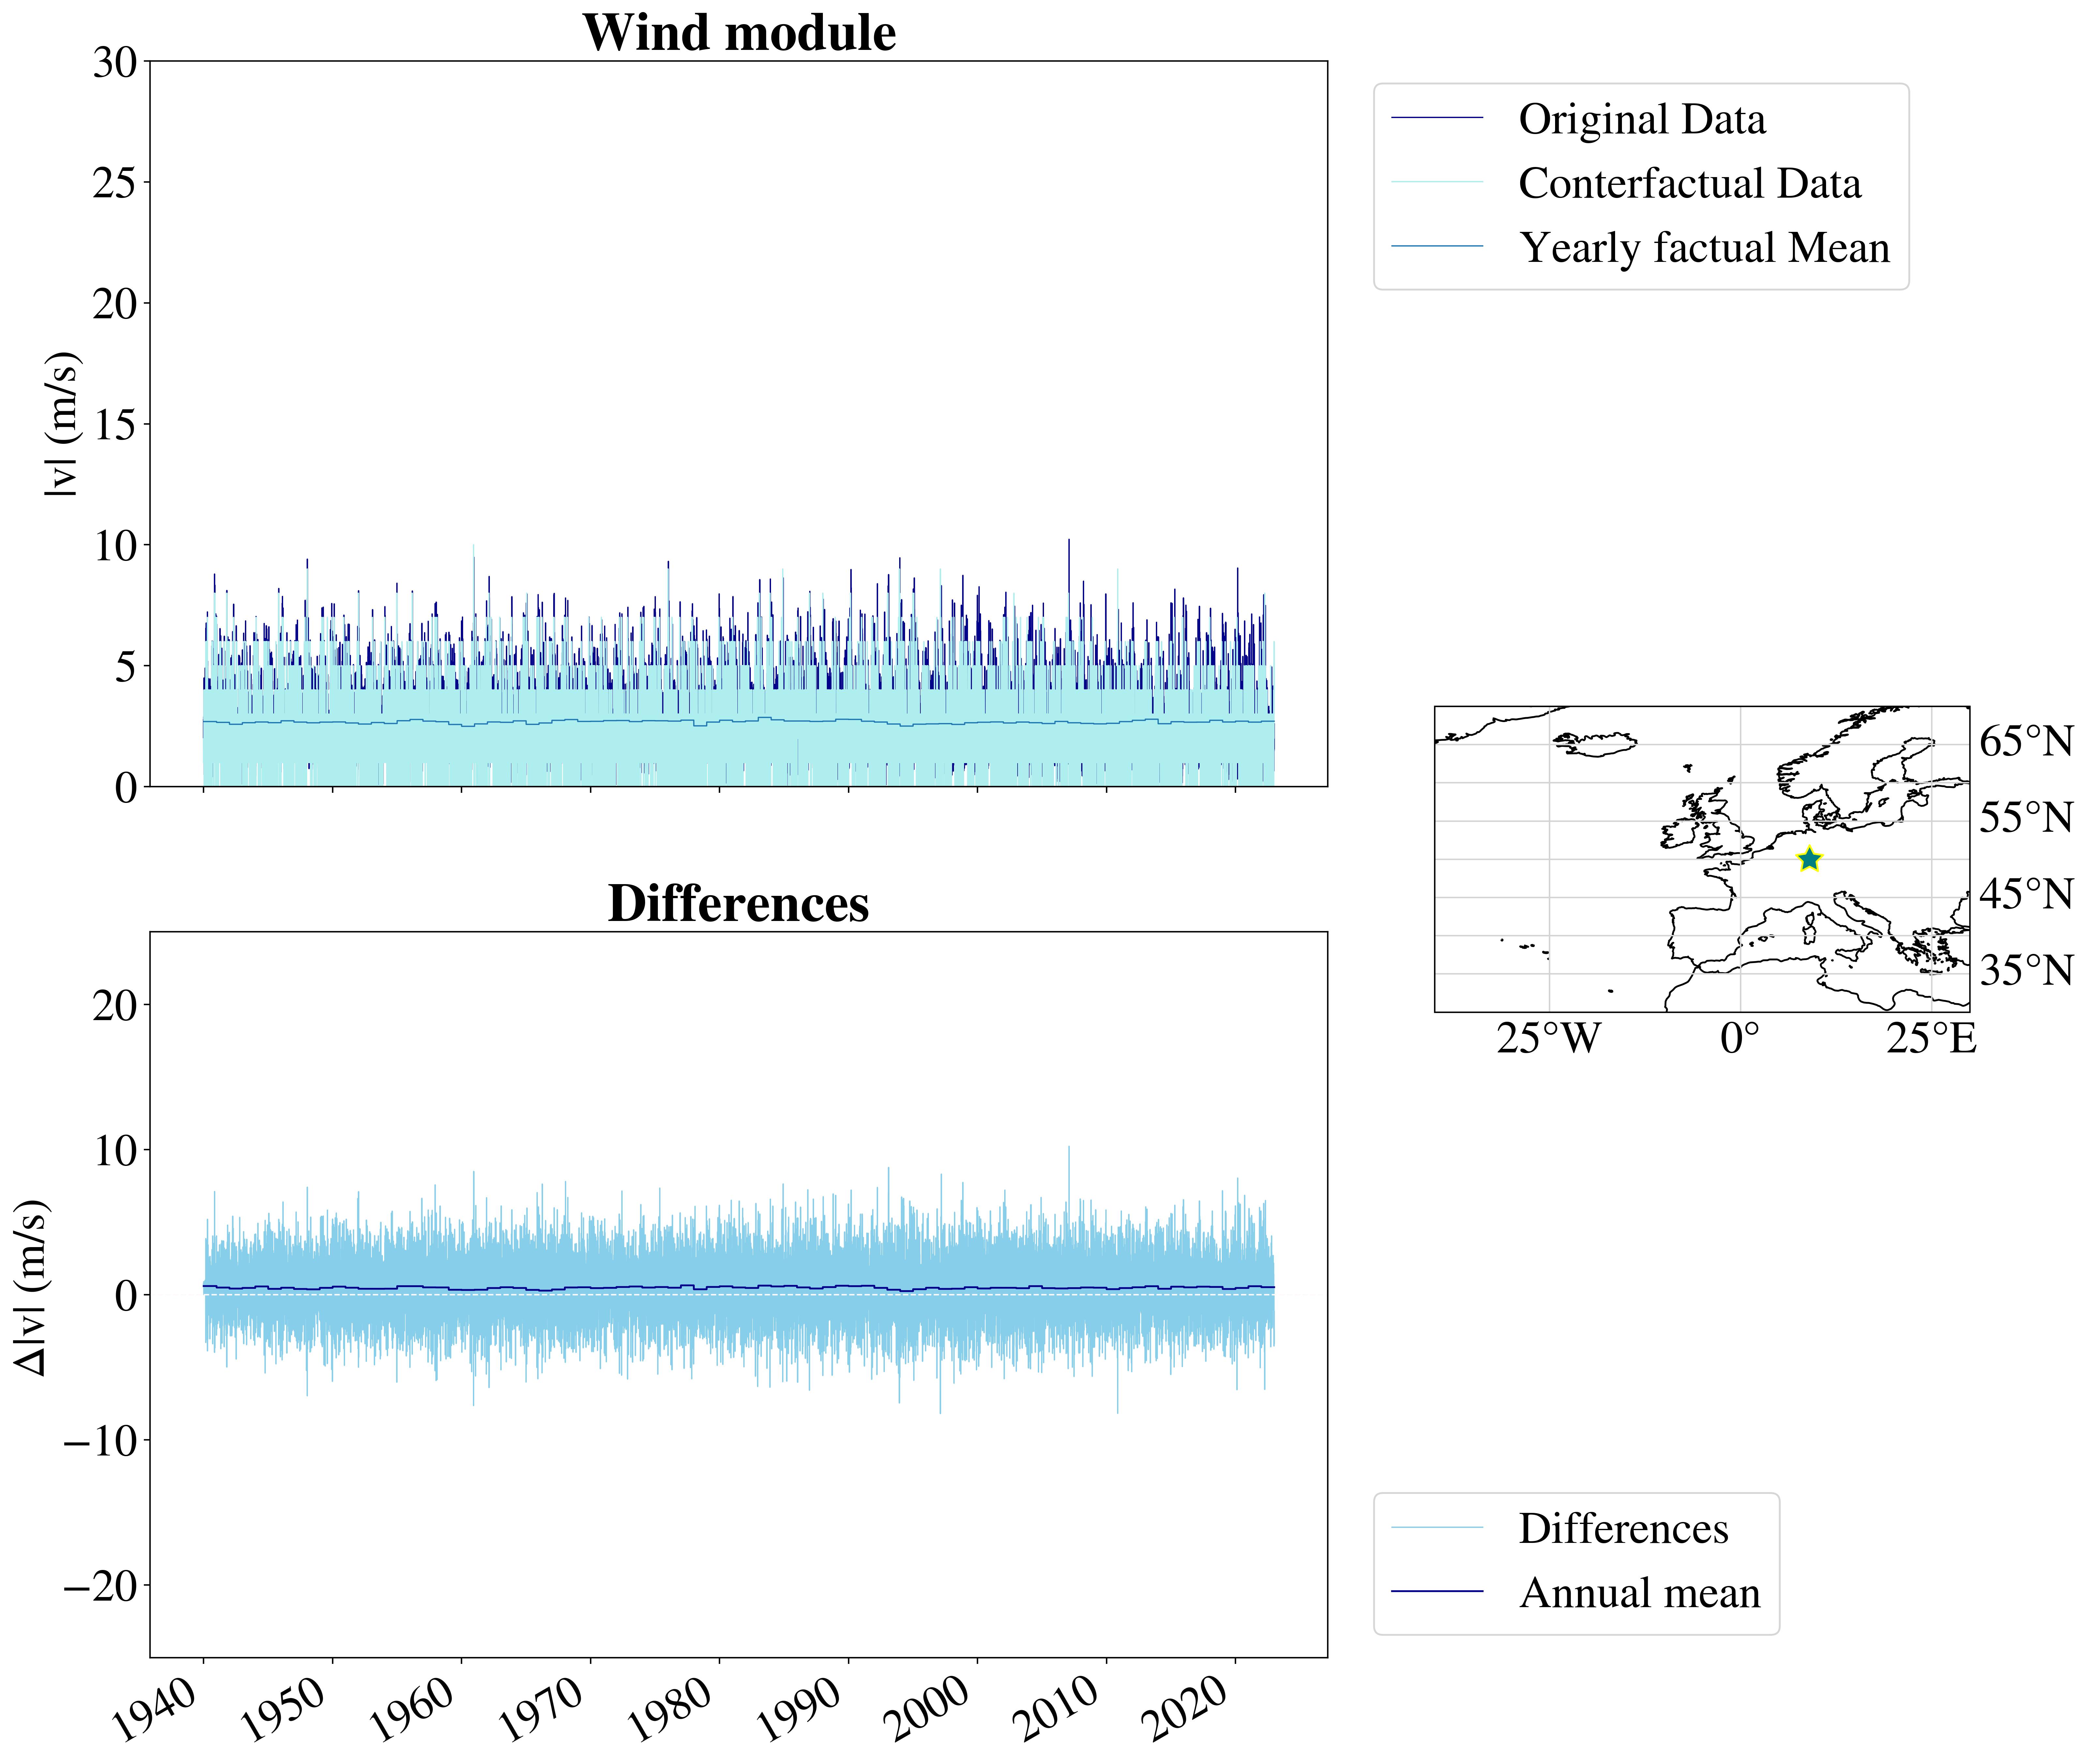 Wind module
30
25
20
15
10
5
0
|v| (m/s)
Original Data
Conterfactual Data
Yearly factual Mean
65°N
55°N
45°N
35°N
25°W 0° 25°E
Differences
20
10
0
−10
−20
Δ|v| (m/s)
1940 1950 1960 1970 1980 1990 2000 2010 2020
Differences
Annual mean